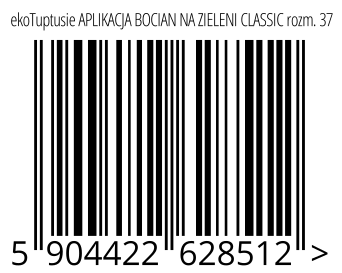 ekoTuptusie APLIKACJA BOCIAN NA ZIELENI CLASSIC rozm. 37
5 904422 628512 >